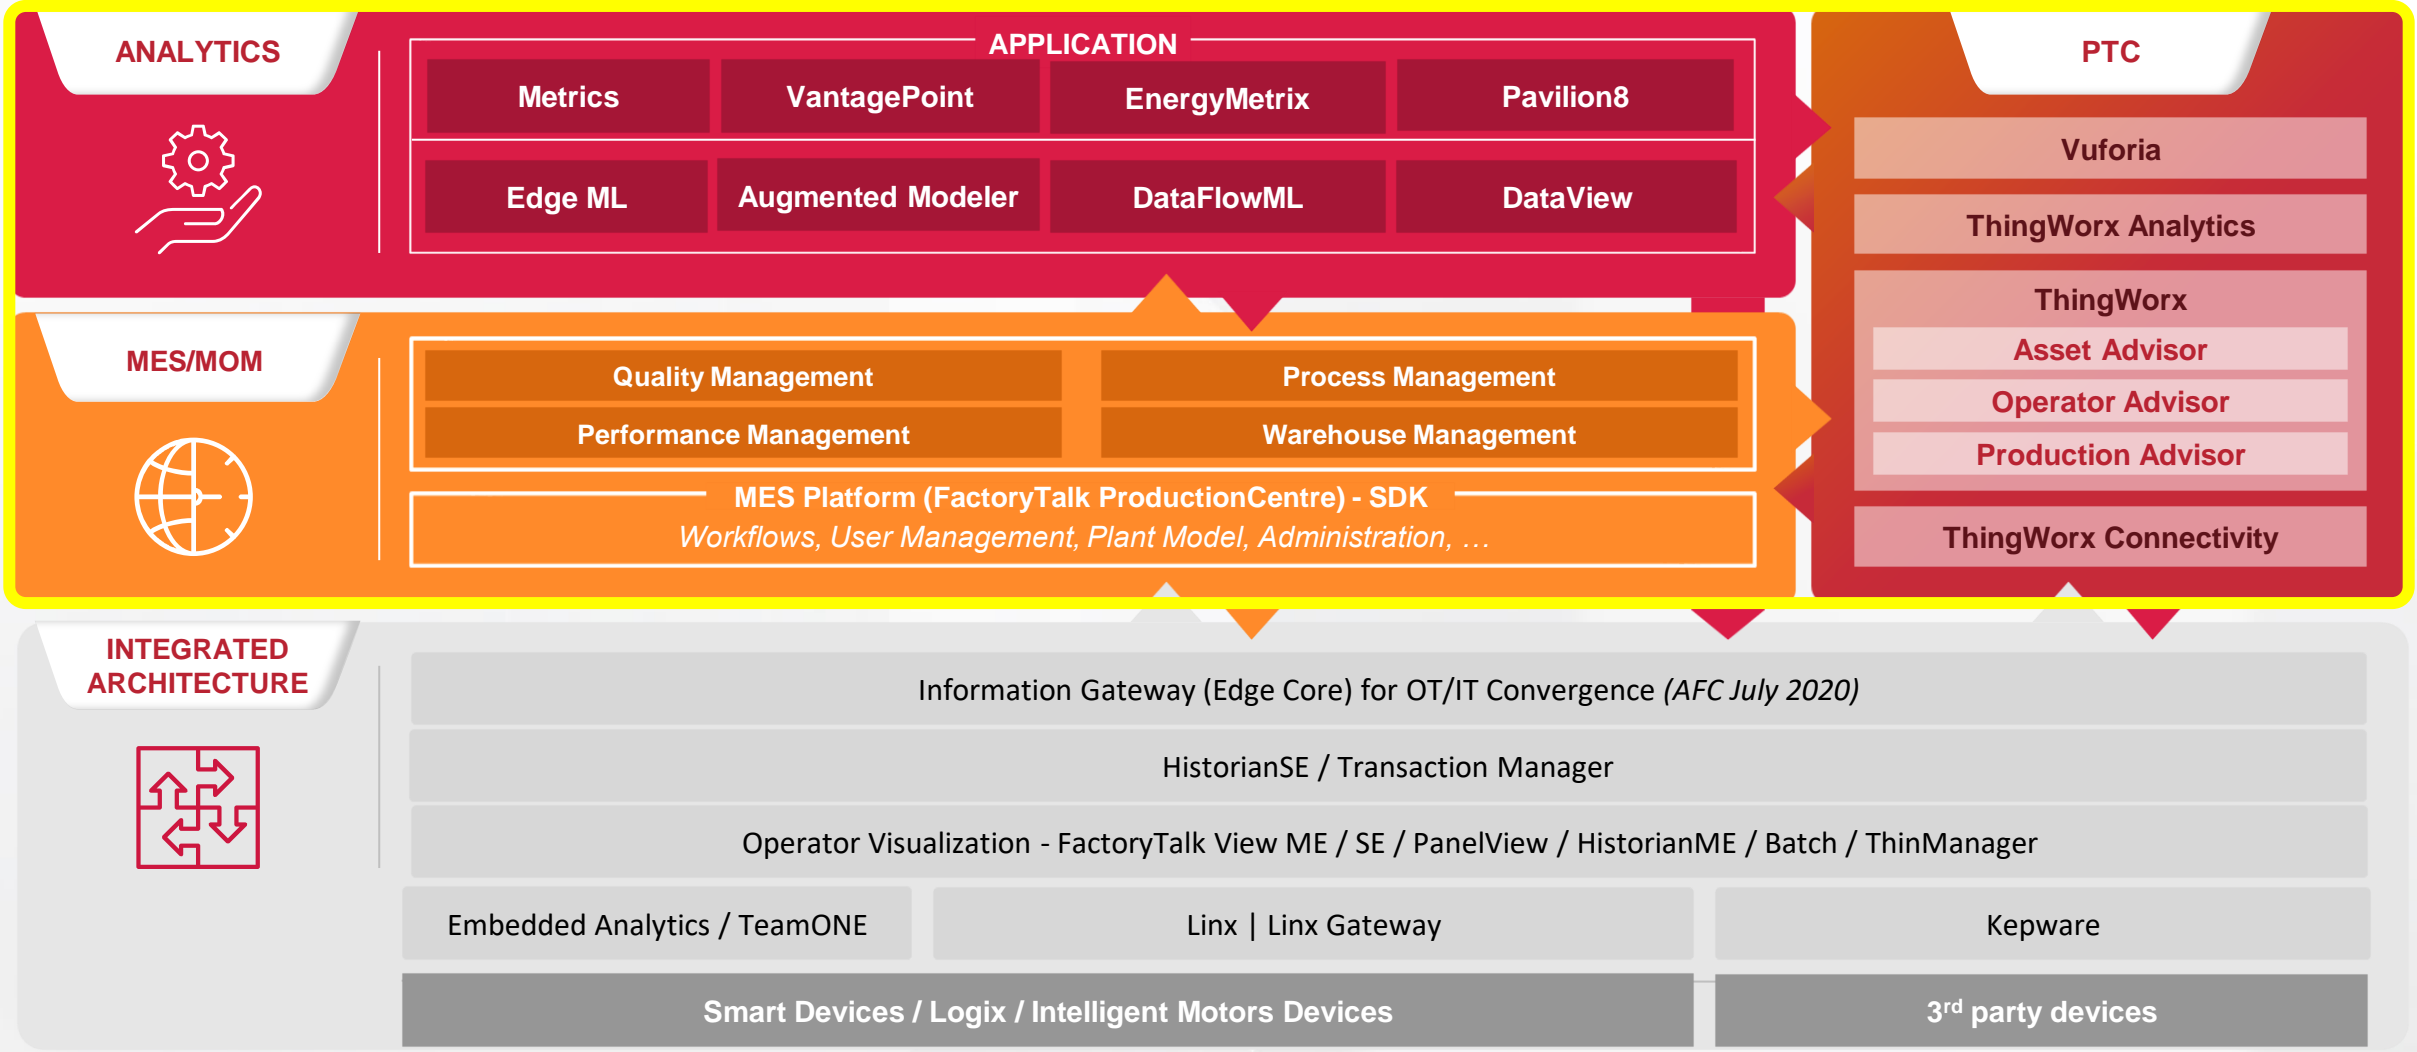 ANALYTICS
APPLICATION
Metrics
VantagePoint
EnergyMetrix
Pavilion8
Edge ML
Augmented Modeler
DataFlowML
DataView
PTC
Vuforia
ThingWorx Analytics
ThingWorx
Asset Advisor
Operator Advisor
Production Advisor
ThingWorx Connectivity
MES/MOM
Quality Management
Process Management
Performance Management
Warehouse Management
MES Platform (FactoryTalk ProductionCentre) - SDK
Workflows, User Management, Plant Model, Administration, …
INTEGRATED
ARCHITECTURE
Information Gateway (Edge Core) for OT/IT Convergence (AFC July 2020)
HistorianSE / Transaction Manager
Operator Visualization - FactoryTalk View ME / SE / PanelView / HistorianME / Batch / ThinManager
Embedded Analytics / TeamONE
Linx | Linx Gateway
Kepware
Smart Devices / Logix / Intelligent Motors Devices
3rd party devices